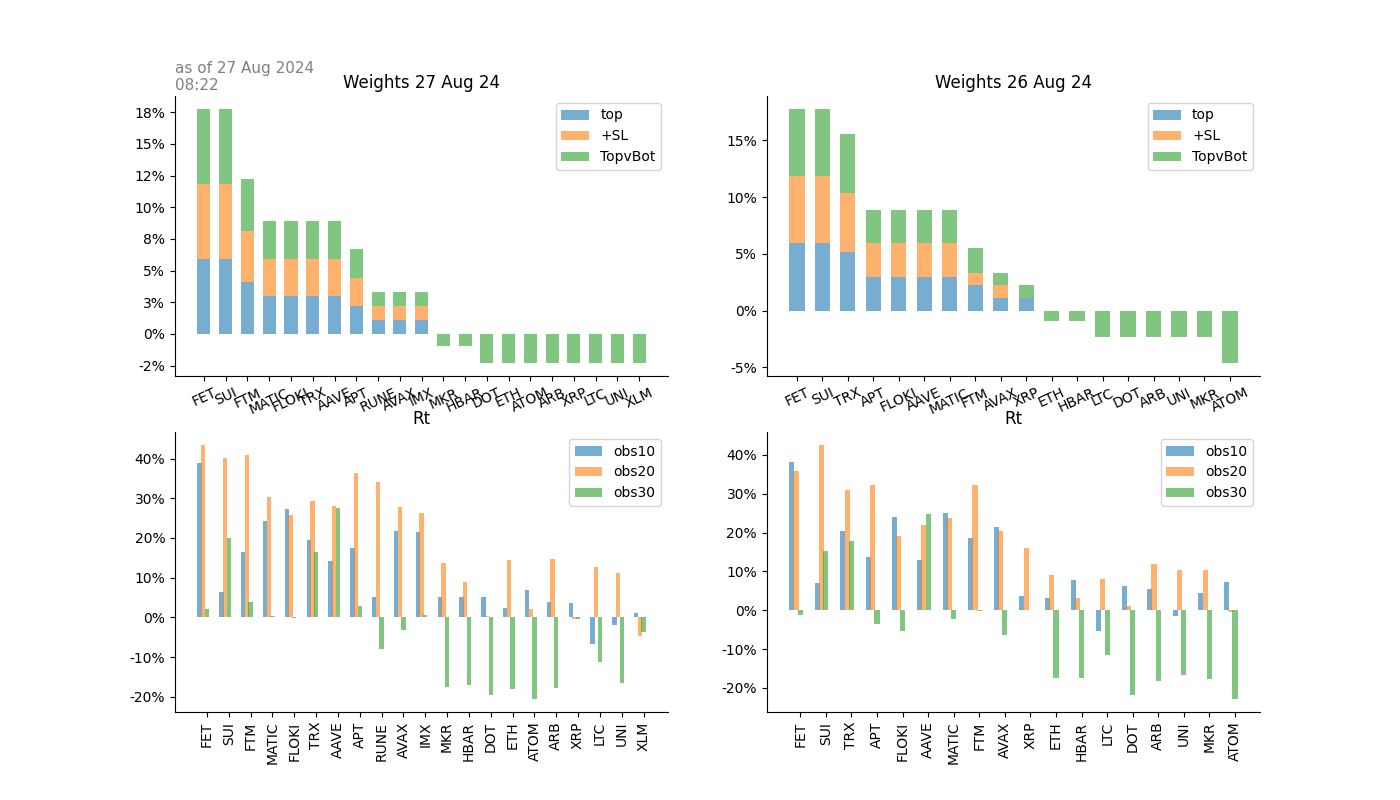 as of 27 Aug 2024
08:22
Weights 27 Aug 24
18%
15%
12%
10%
8%
5%
3%
0%
-2%
top
+SL
TopvBot
FET SUI FTM MATIC FLOKI TRX AAVE APT RUNE AVAX IMX MKR HBAR DOT ETH ATOM ARB XRP LTC UNI XLM
Weights 26 Aug 24
15%
10%
5%
0%
-5%
top
+SL
TopvBot
FET SUI TRX APT FLOKI AAVE MATIC FTM AVAX XRP ETH HBAR LTC DOT ARB UNI MKR ATOM
Rt
40%
30%
20%
10%
0%
-10%
-20%
obs10
obs20
obs30
FET SUI FTM MATIC FLOKI TRX AAVE APT RUNE AVAX IMX MKR HBAR DOT ETH ATOM ARB XRP LTC UNI XLM
Rt
40%
30%
20%
10%
0%
-10%
-20%
obs10
obs20
obs30
FET SUI TRX APT FLOKI AAVE MATIC FTM AVAX XRP ETH HBAR LTC DOT ARB UNI MKR ATOM